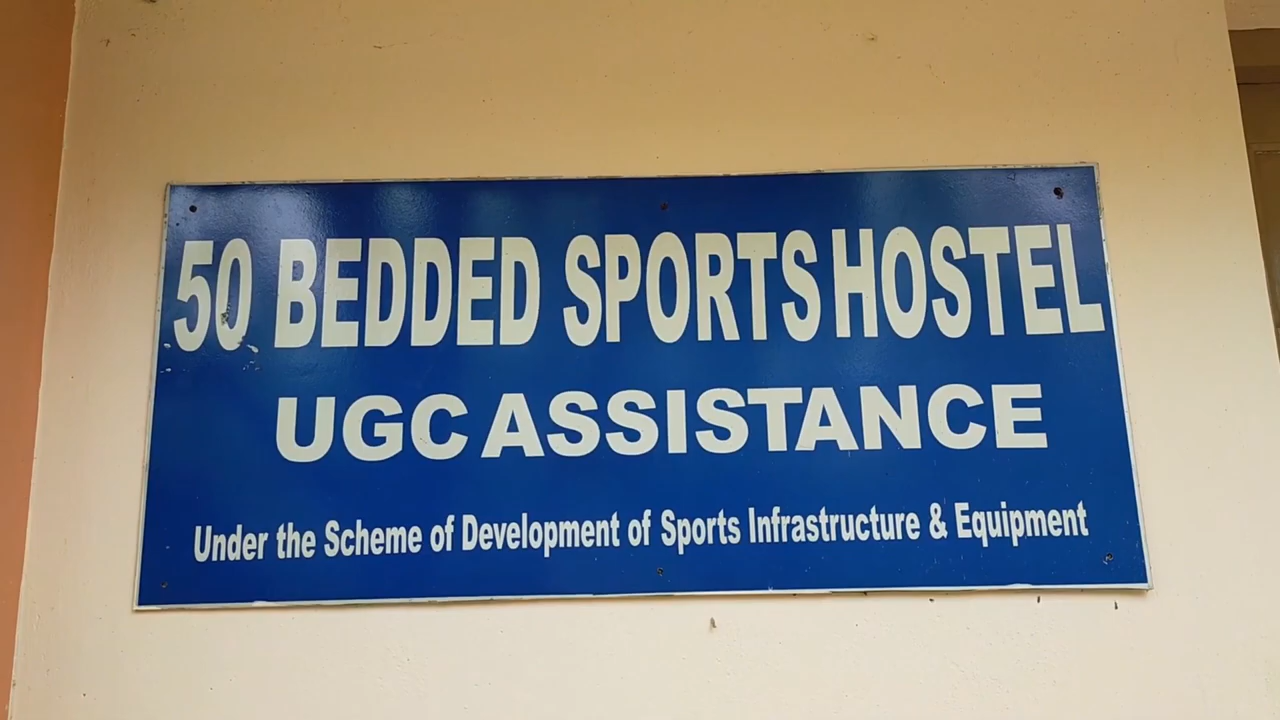 50 BEDDED SPORTS HOSTEL
UGC ASSISTANCE
Under the Scheme of Development of Sports Infrastructure & Equipment